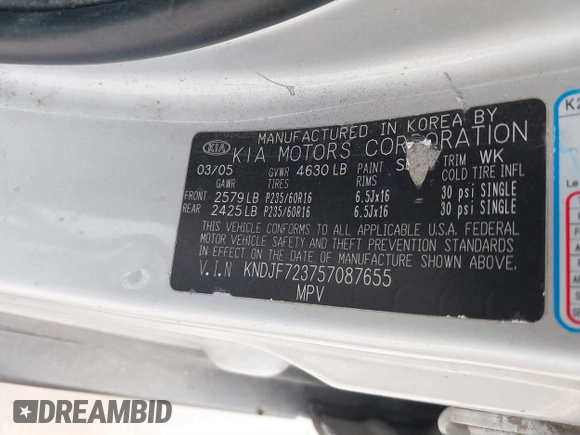 MANUFACTURED IN KOREA BY
KIA KIA MOTORS CORPORATION
03/05 GVWR 4630 LB PAINT TRIM WK
GAWR TIRES RIMS COLD TIRE INFL
FRONT 2579 LB P235/60R16 6.5Jx16 30 psi SINGLE
REAR 2425 LB P235/60R16 6.5Jx16 30 psi SINGLE
THIS VEHICLE CONFORMS TO ALL APPLICABLE U.S.A. FEDERAL
MOTOR VEHICLE SAFETY AND THEFT PREVENTION STANDARDS
IN EFFECT ON THE DATE OF MANUFACTURE SHOWN ABOVE.
V.I.N KNDJF723757087655
MPV
DREAMBID